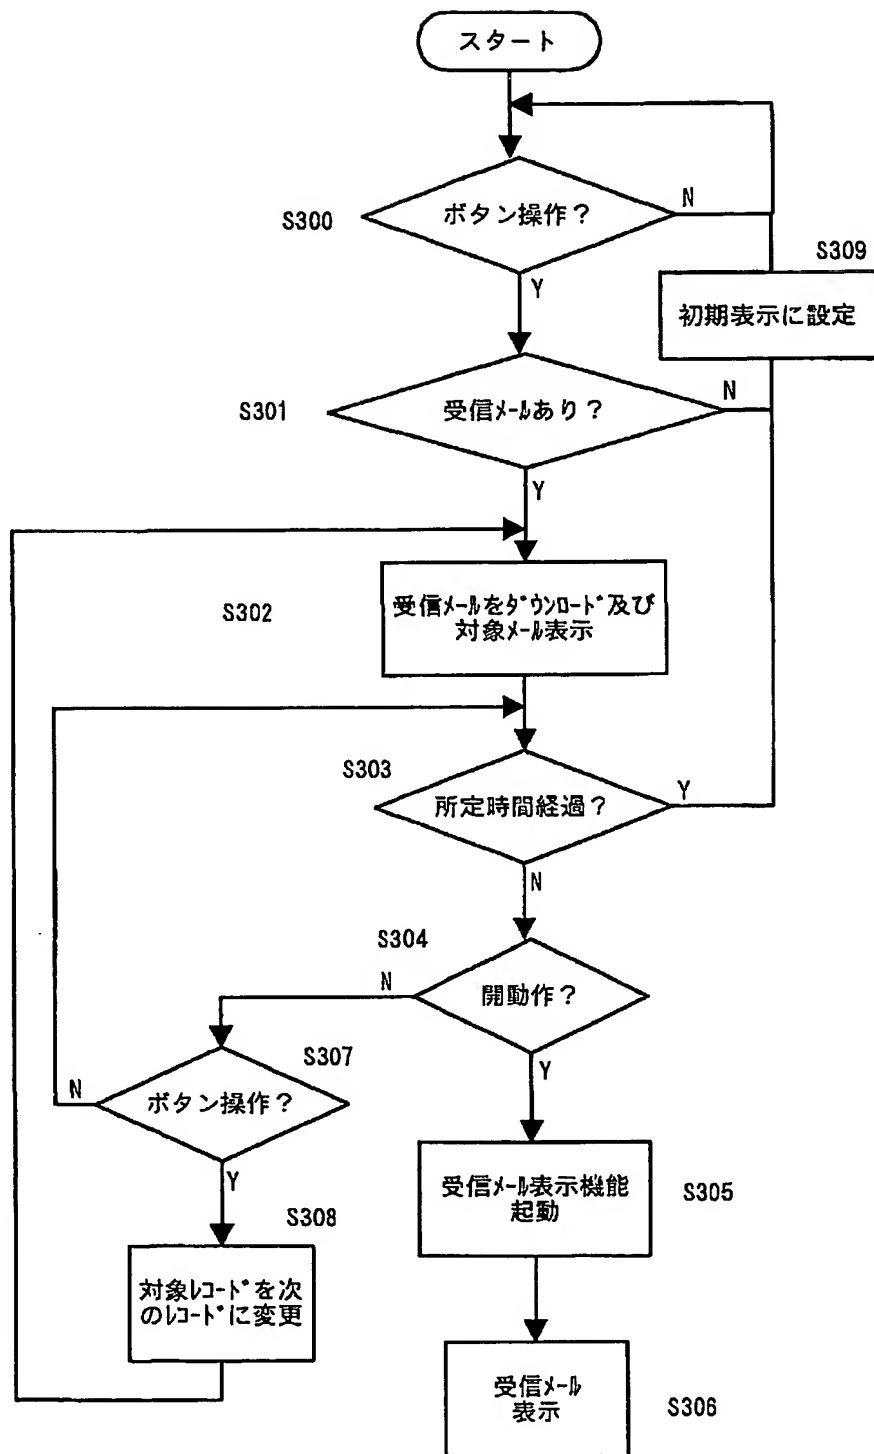 スタート
S300
ボタン操作？
N
Y
S309
初期表示に設定
S301
受信ﾒｰﾙあり？
N
Y
S302
受信ﾒｰﾙをﾀﾞｳﾝﾛｰﾄﾞ及び
対象ﾒｰﾙ表示
S303
所定時間経過？
Y
N
S304
開動作？
N
Y
S307
ボタン操作？
N
Y
受信ﾒｰﾙ表示機能
起動
S305
S308
対象ﾚｺｰﾄﾞを次
のﾚｺｰﾄﾞに変更
受信ﾒｰﾙ
表示
S306